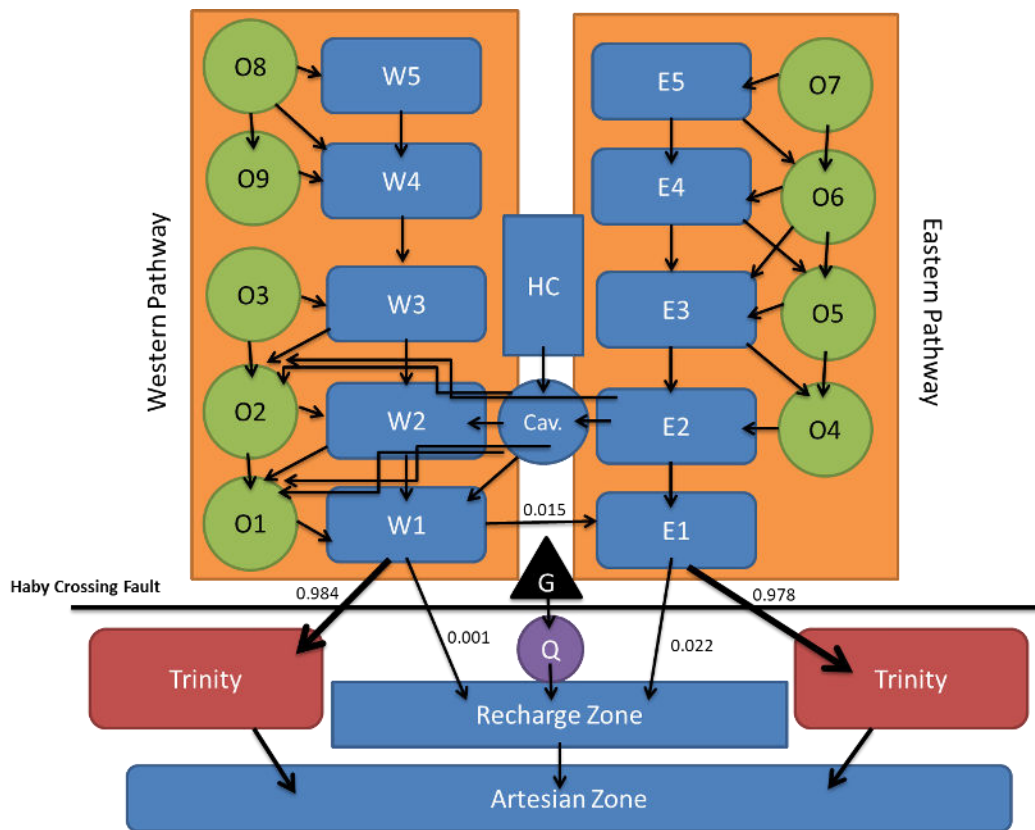 O8
W5
E5
O7
O9
W4
E4
O6
Western Pathway
Eastern Pathway
O3
W3
HC
E3
O5
O2
W2
Cav.
E2
O4
O1
W1
0.015
E1
Haby Crossing Fault
G
0.984
0.978
0.001
Q
0.022
Trinity
Trinity
Recharge Zone
Artesian Zone